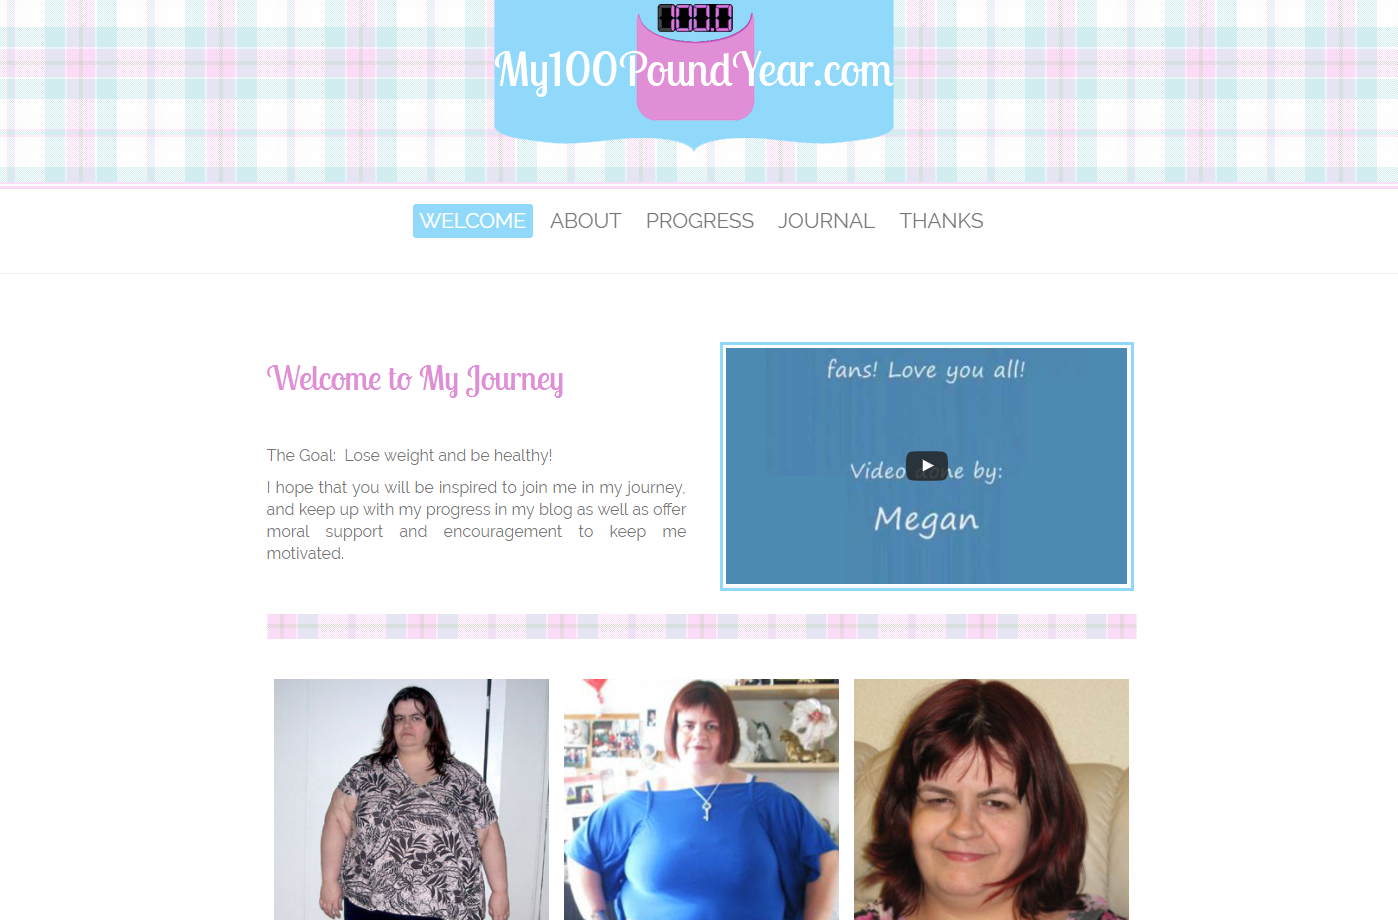 My100PoundYear.com
WELCOME ABOUT PROGRESS JOURNAL THANKS
Welcome to My Journey
The Goal:  Lose weight and be healthy!
I hope that you will be inspired to join me in my journey,
and keep up with my progress in my blog as well as offer
moral support and encouragement to keep me
motivated.
fans! Love you all!
Video done by:
Megan